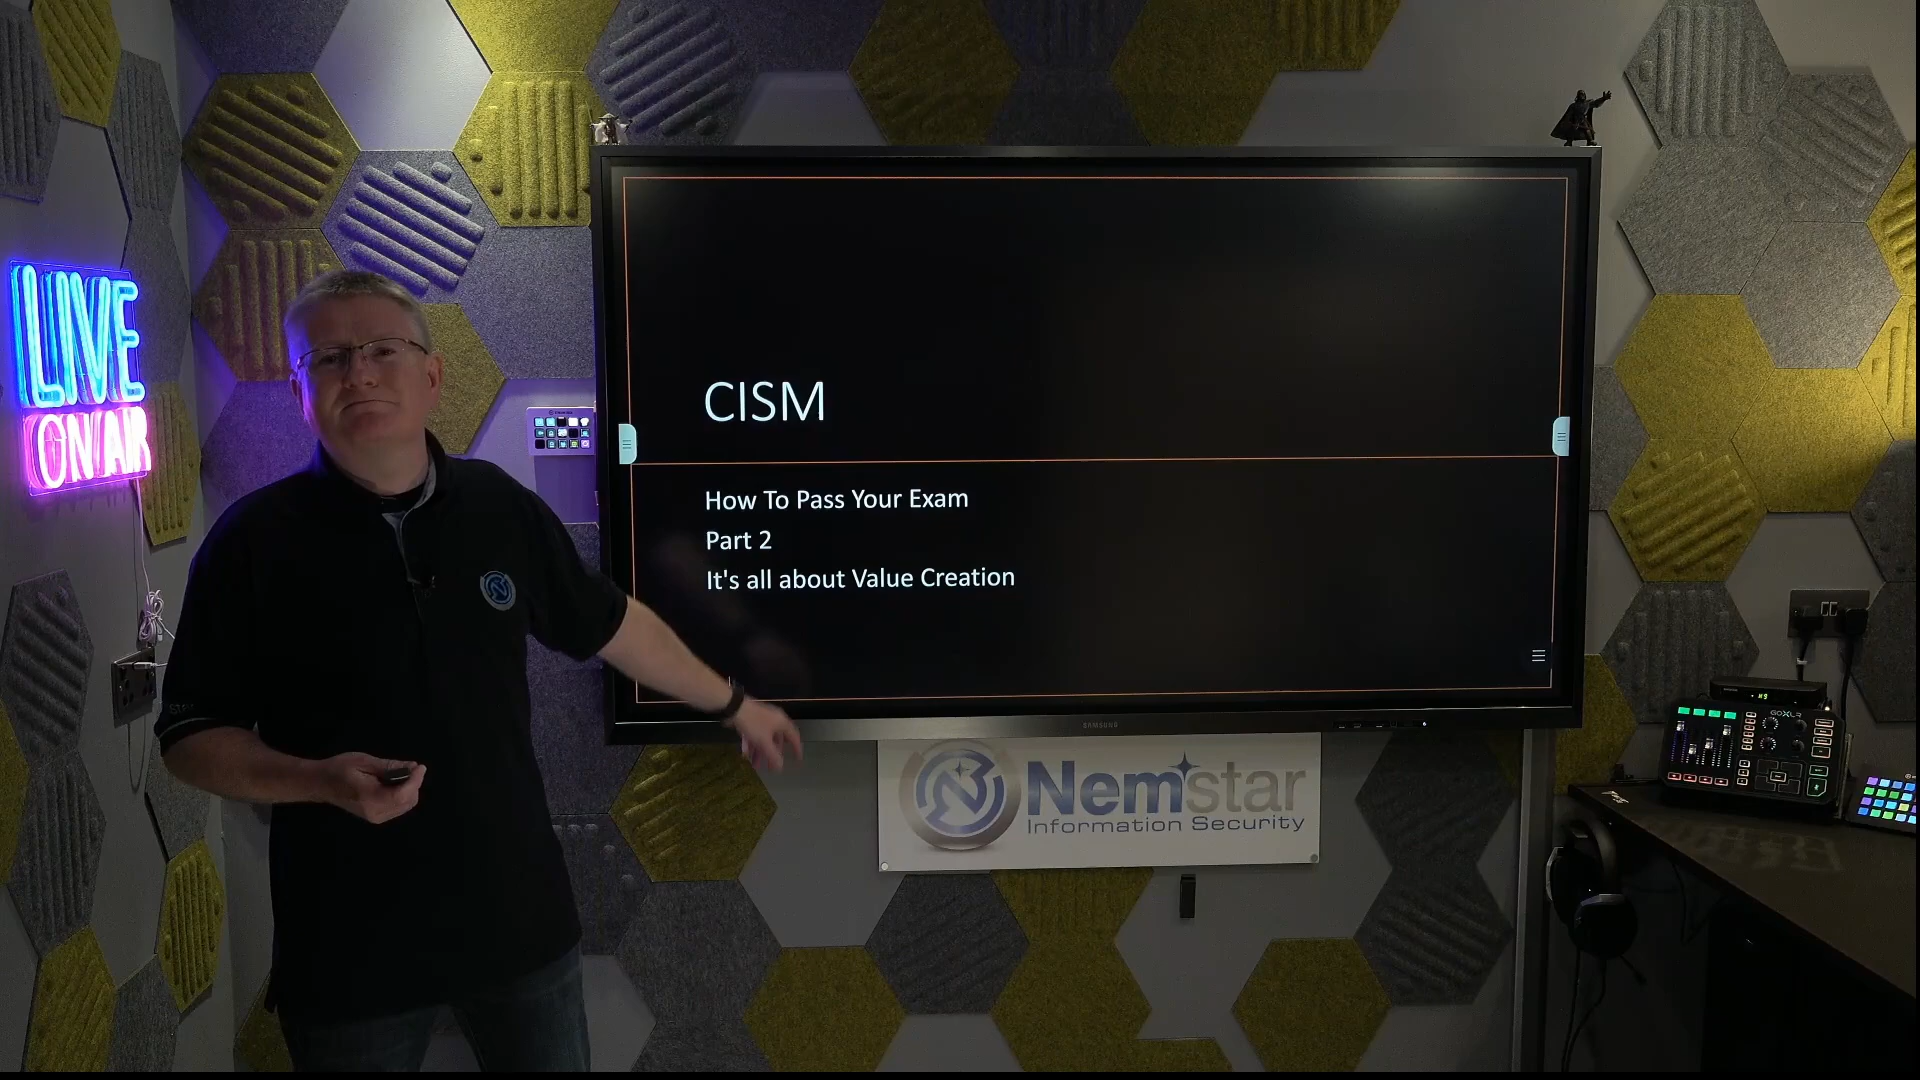 LIVE
ON AIR
CISM
How To Pass Your Exam
Part 2
It's all about Value Creation
SAMSUNG
Nemstar
Information Security
GOXLR